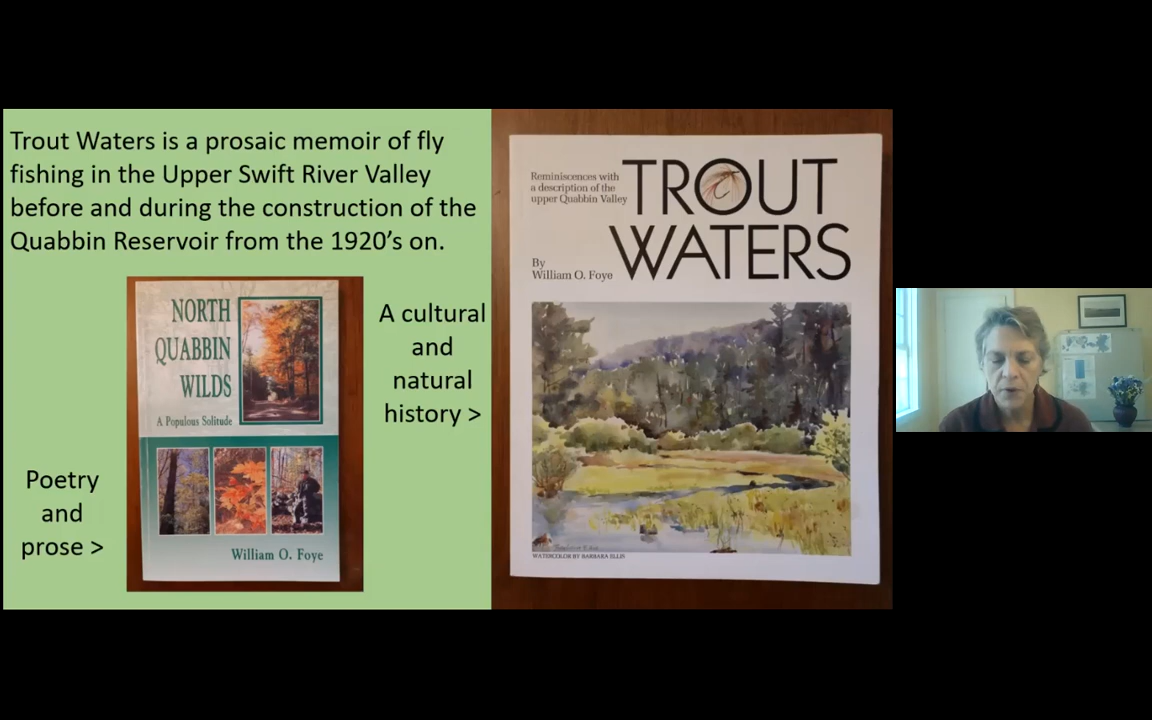 Trout Waters is a prosaic memoir of fly
fishing in the Upper Swift River Valley
before and during the construction of the
Quabbin Reservoir from the 1920’s on.
NORTH
QUABBIN
WILDS
A Populous Solitude
William O. Foye
Poetry
and
prose >
A cultural
and
natural
history >
Reminiscences with
a description of the
upper Quabbin Valley
TROUT
WATERS
By
William O. Foye
WATERCOLOR BY BARBARA ELLIS